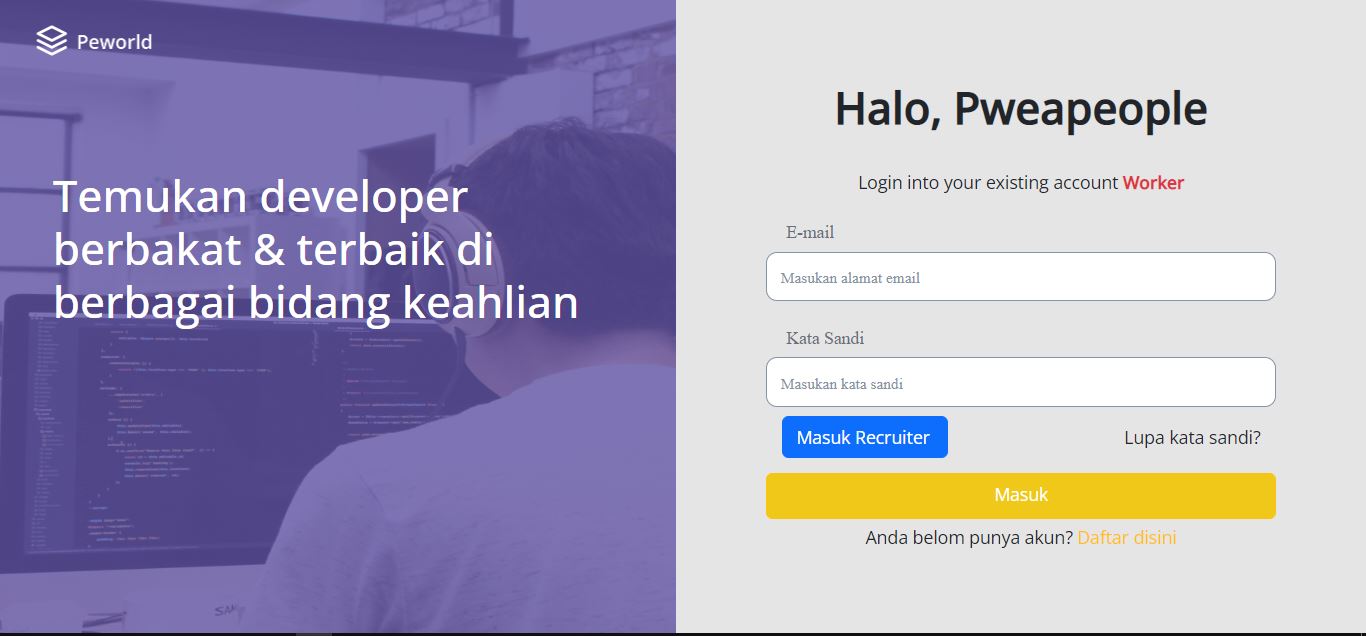 Peworld
Temukan developer
berbakat & terbaik di
berbagai bidang keahlian
Halo, Pweapeople
Login into your existing account Worker
E-mail
Masukan alamat email
Kata Sandi
Masukan kata sandi
Masuk Recruiter
Lupa kata sandi?
Masuk
Anda belom punya akun? Daftar disini